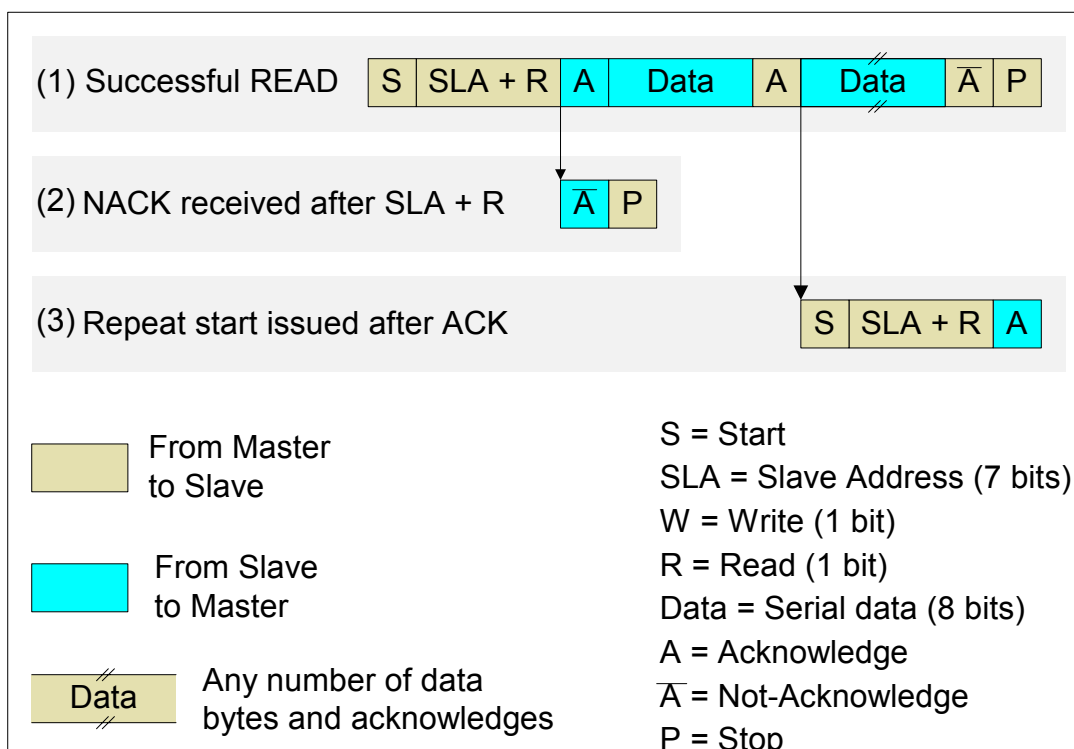 (1) Successful READ S SLA + R A Data A Data A̅ P
(2) NACK received after SLA + R A̅ P
(3) Repeat start issued after ACK S SLA + R A
From Master
to Slave
From Slave
to Master
Data
Any number of data
bytes and acknowledges
S = Start
SLA = Slave Address (7 bits)
W = Write (1 bit)
R = Read (1 bit)
Data = Serial data (8 bits)
A = Acknowledge
A̅ = Not-Acknowledge
P = Stop